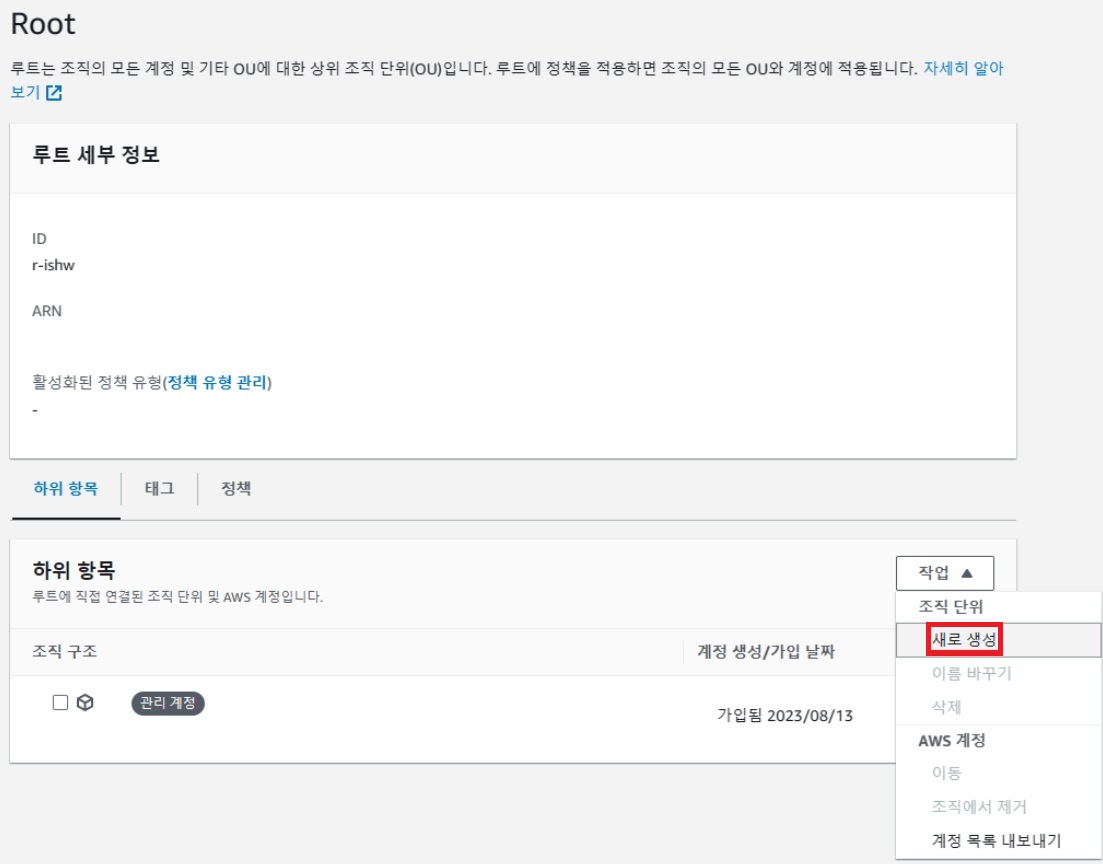 Root
루트는 조직의 모든 계정 및 기타 OU에 대한 상위 조직 단위(OU)입니다. 루트에 정책을 적용하면 조직의 모든 OU와 계정에 적용됩니다. 자세히 알아
보기
루트 세부 정보
ID
r-ishw
ARN
활성화된 정책 유형(정책 유형 관리)
-
하위 항목 태그 정책
하위 항목
루트에 직접 연결된 조직 단위 및 AWS 계정입니다.
작업 ▲
조직 단위
새로 생성
이름 바꾸기
삭제
AWS 계정
이동
조직에서 제거
계정 목록 내보내기
조직 구조 계정 생성/가입 날짜
관리 계정 가입됨 2023/08/13